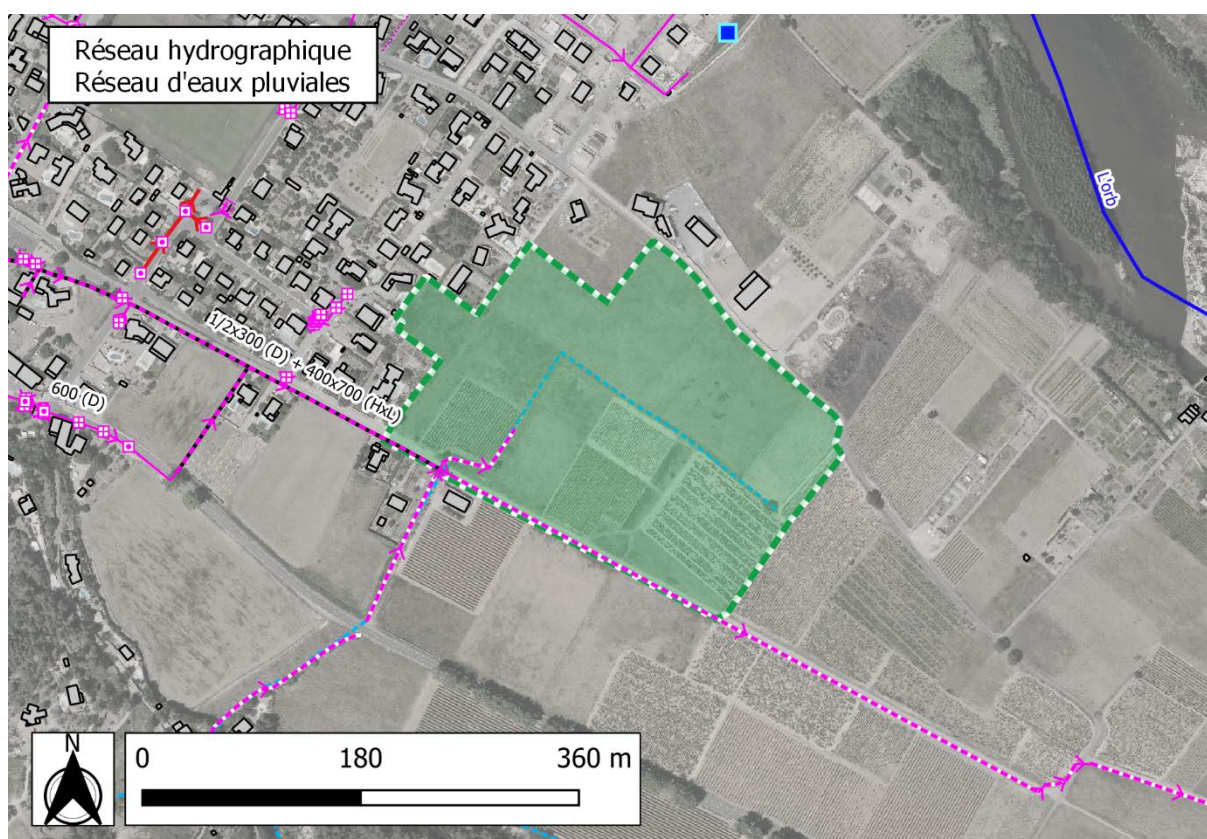 Réseau hydrographique
Réseau d'eaux pluviales
L'orb
1/2x300 (D) + 400x700 (HxL)
600 (D)
N
0 180 360 m